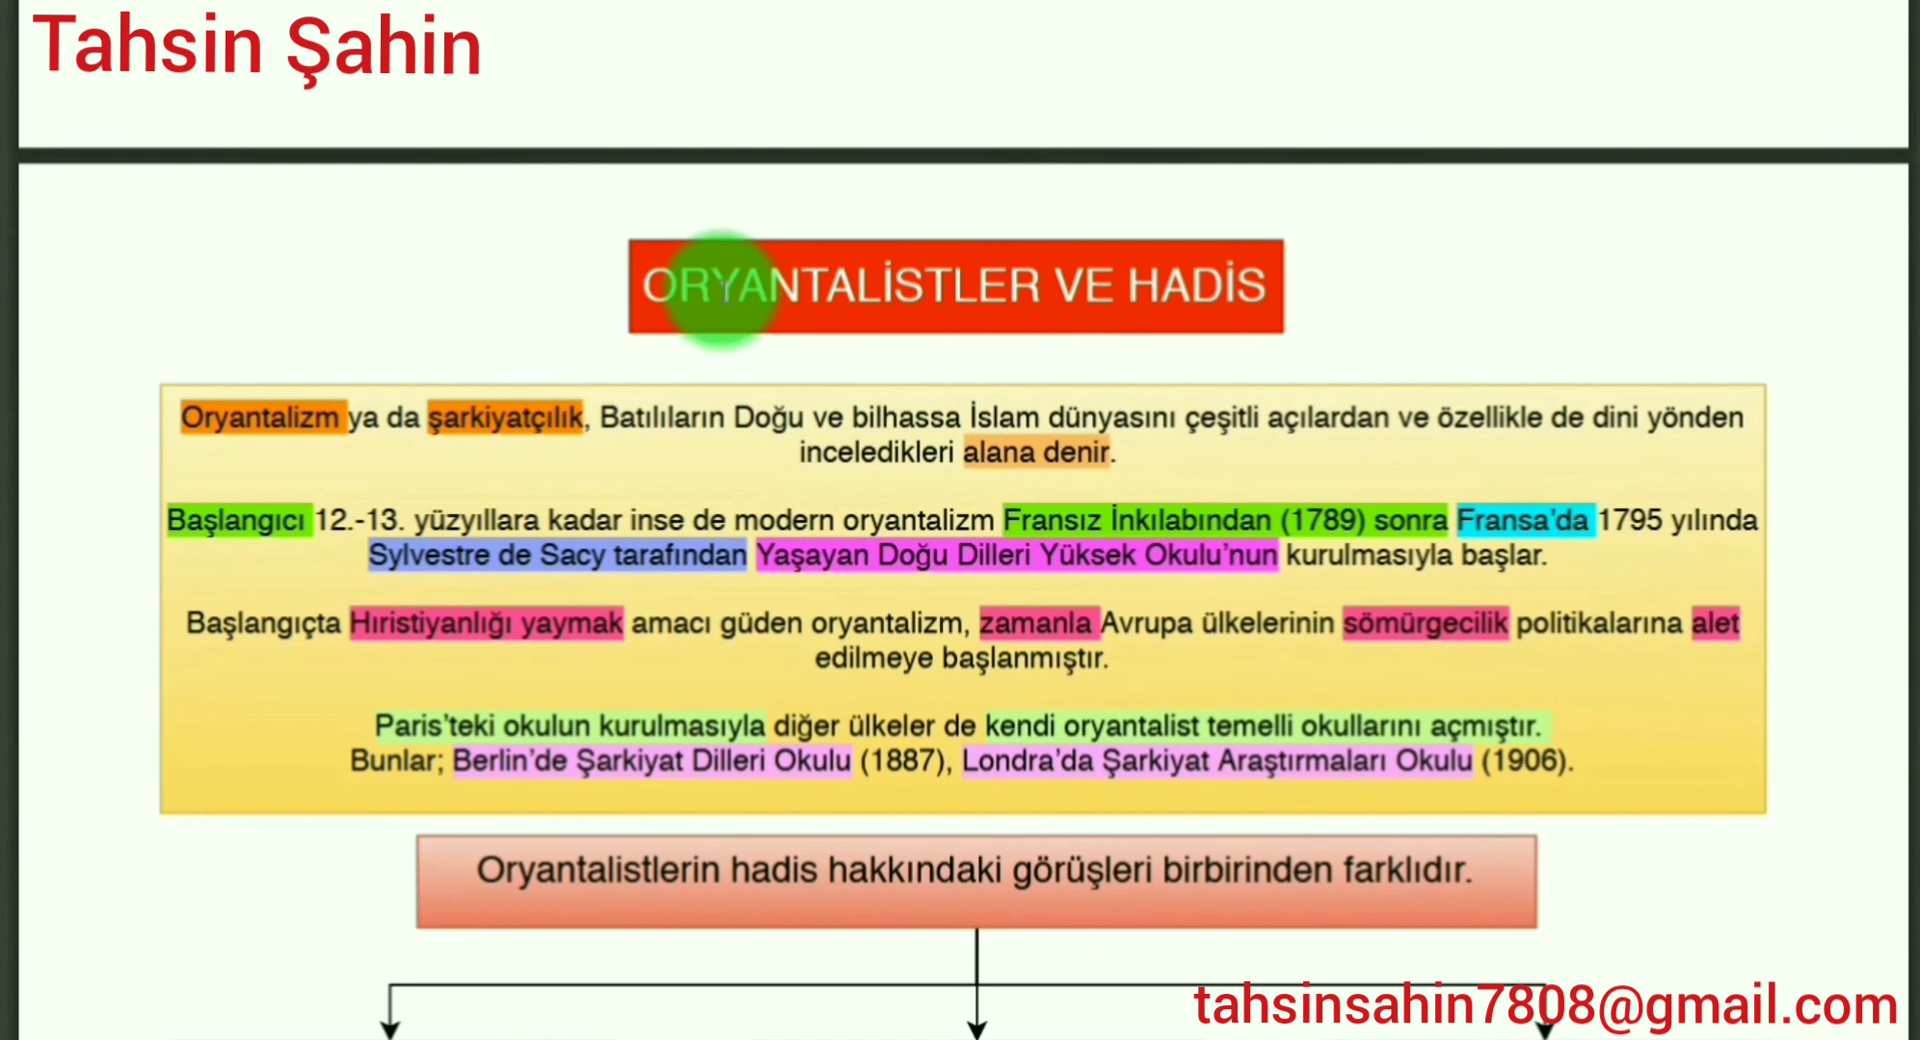 Tahsin Şahin
ORYANTALİSTLER VE HADİS
Oryantalizm ya da şarkiyatçılık, Batılıların Doğu ve bilhassa İslam dünyasını çeşitli açılardan ve özellikle de dini yönden
inceledikleri alana denir.
Başlangıcı 12.-13. yüzyıllara kadar inse de modern oryantalizm Fransız İnkılabından (1789) sonra Fransa'da 1795 yılında
Sylvestre de Sacy tarafından Yaşayan Doğu Dilleri Yüksek Okulu'nun kurulmasıyla başlar.
Başlangıçta Hıristiyanlığı yaymak amacı güden oryantalizm, zamanla Avrupa ülkelerinin sömürgecilik politikalarına alet
edilmeye başlanmıştır.
Paris'teki okulun kurulmasıyla diğer ülkeler de kendi oryantalist temelli okullarını açmıştır.
Bunlar; Berlin'de Şarkiyat Dilleri Okulu (1887), Londra'da Şarkiyat Araştırmaları Okulu (1906).
Oryantalistlerin hadis hakkındaki görüşleri birbirinden farklıdır.
tahsinsahin7808@gmail.com